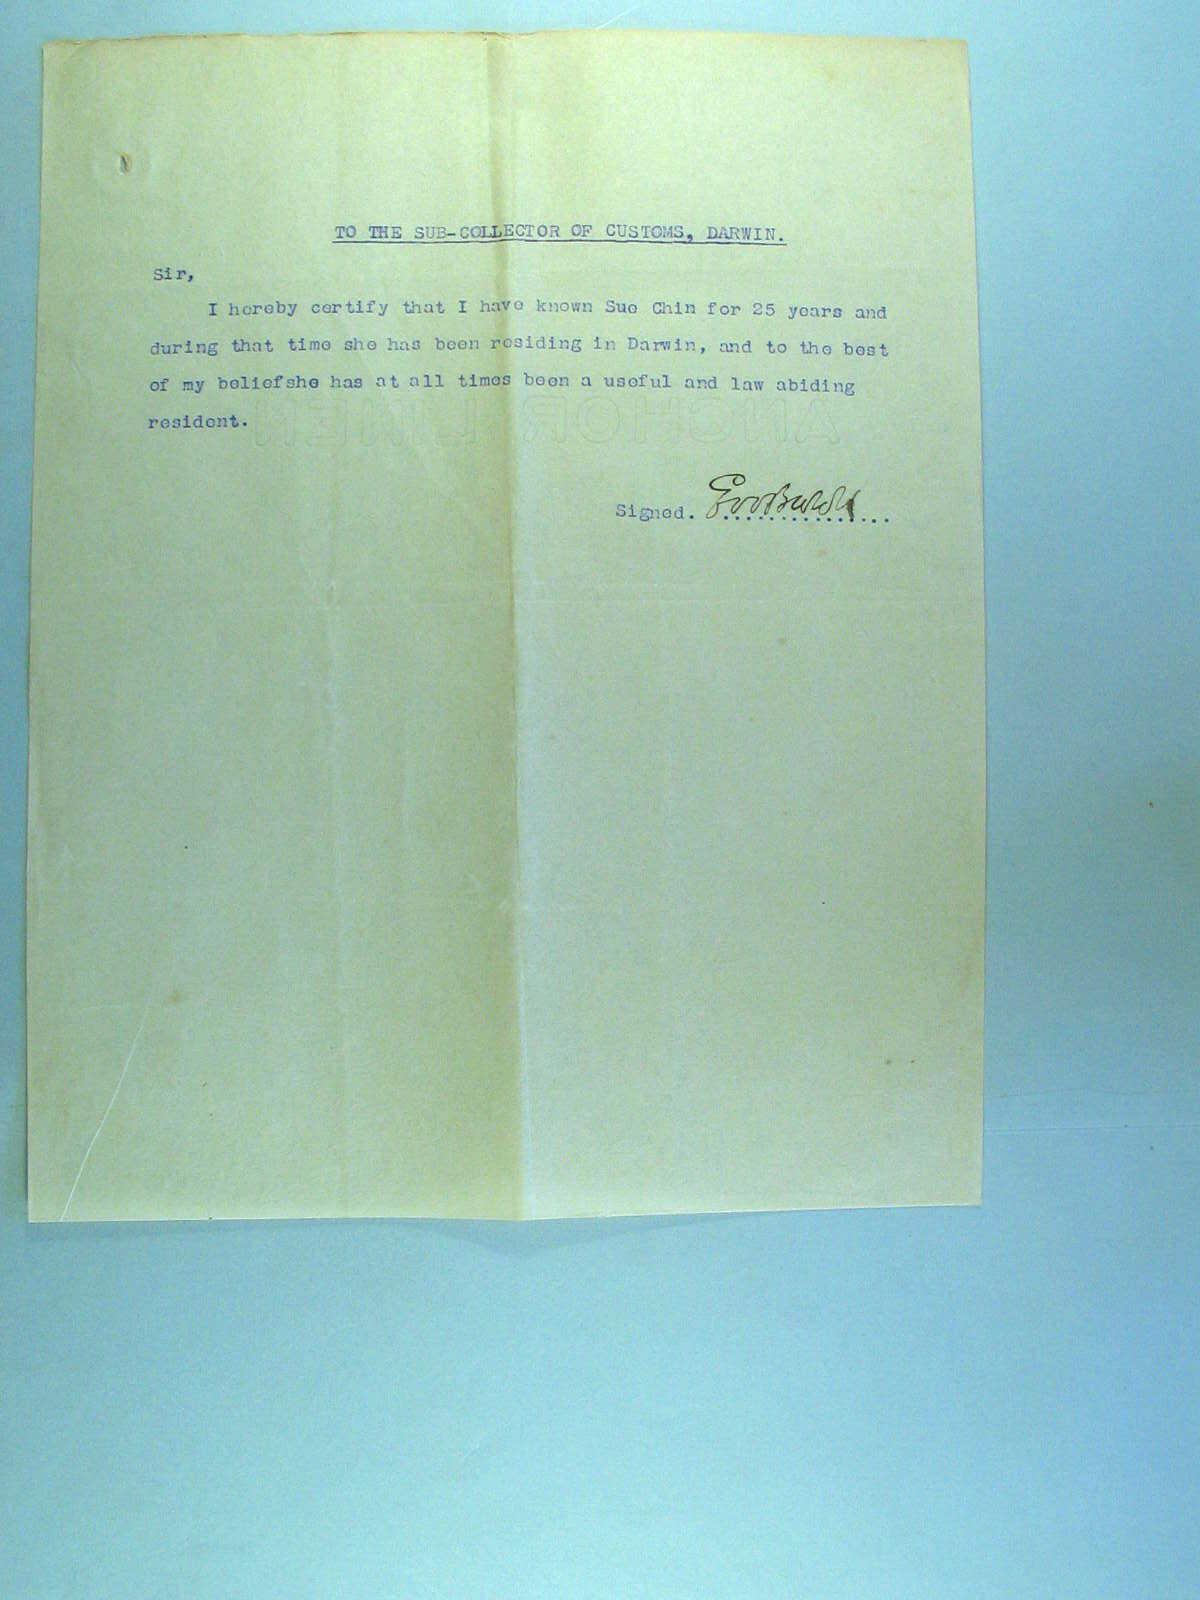 TO THE SUB-COLLECTOR OF CUSTOMS, DARWIN.
Sir,
I hereby certify that I have known Sue Chin for 25 years and
during that time she has been residing in Darwin, and to the best
of my beliefshe has at all times been a useful and law abiding
resident.
ANCHOR LINEN
Signed. ...............